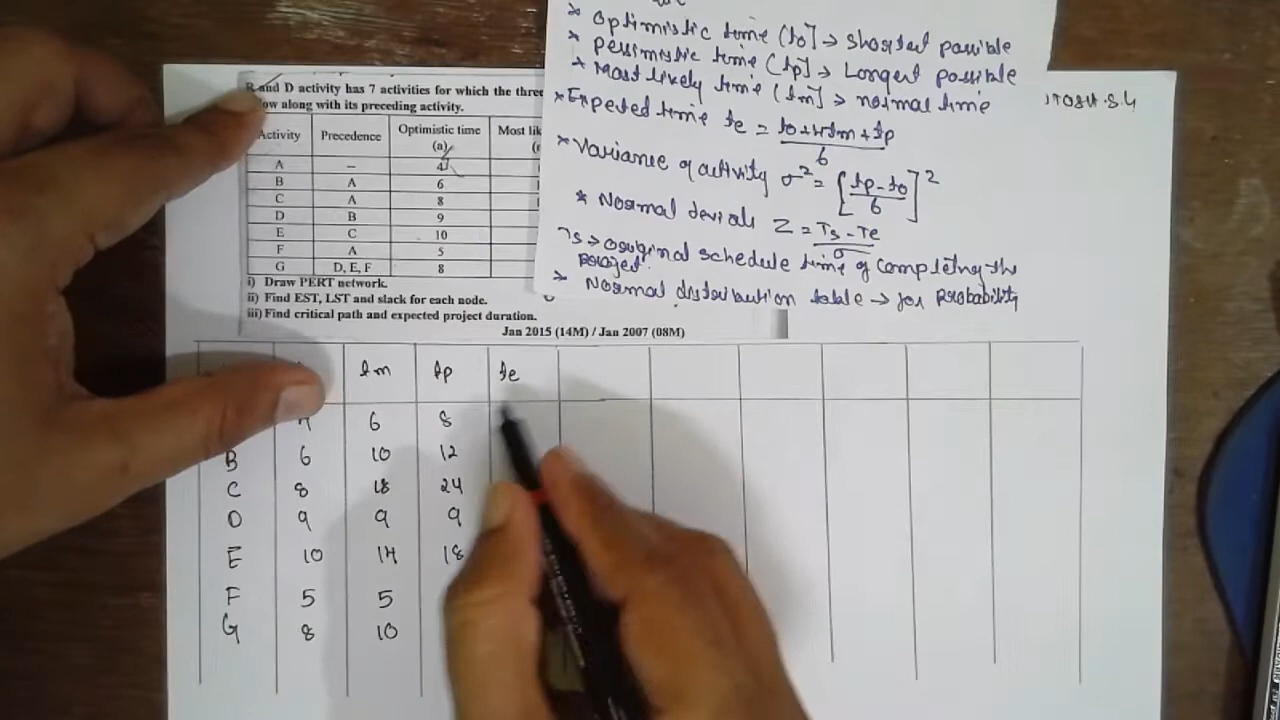 * Optimistic time (to] → shortest possible
* Pessimistic time (tp] → Longest possible
* Most likely time (tm] → normal time
* Expected time te = to+4tm+tp
6
* Variance of activity σ² = [tp-to
6]²
* Normal deviate Z = Ts-Te
σ
Ts → original schedule time of completing the
project.
Normal distribution table → for Probability
R and D activity has 7 activities for which the three
low along with its preceding activity.
Activity Precedence Optimistic time Most lik
(a)
A – 4
B A 6
C A 8
D B 9
E C 10
F A 5
G D, E, F 8
i) Draw PERT network.
ii) Find EST, LST and slack for each node.
iii) Find critical path and expected project duration.
Jan 2015 (14M) / Jan 2007 (08M)
tm tp te
6 8
B 6 10 12
C 8 18 24
D 9 9 9
E 10 14 18
F 5 5
G 8 10